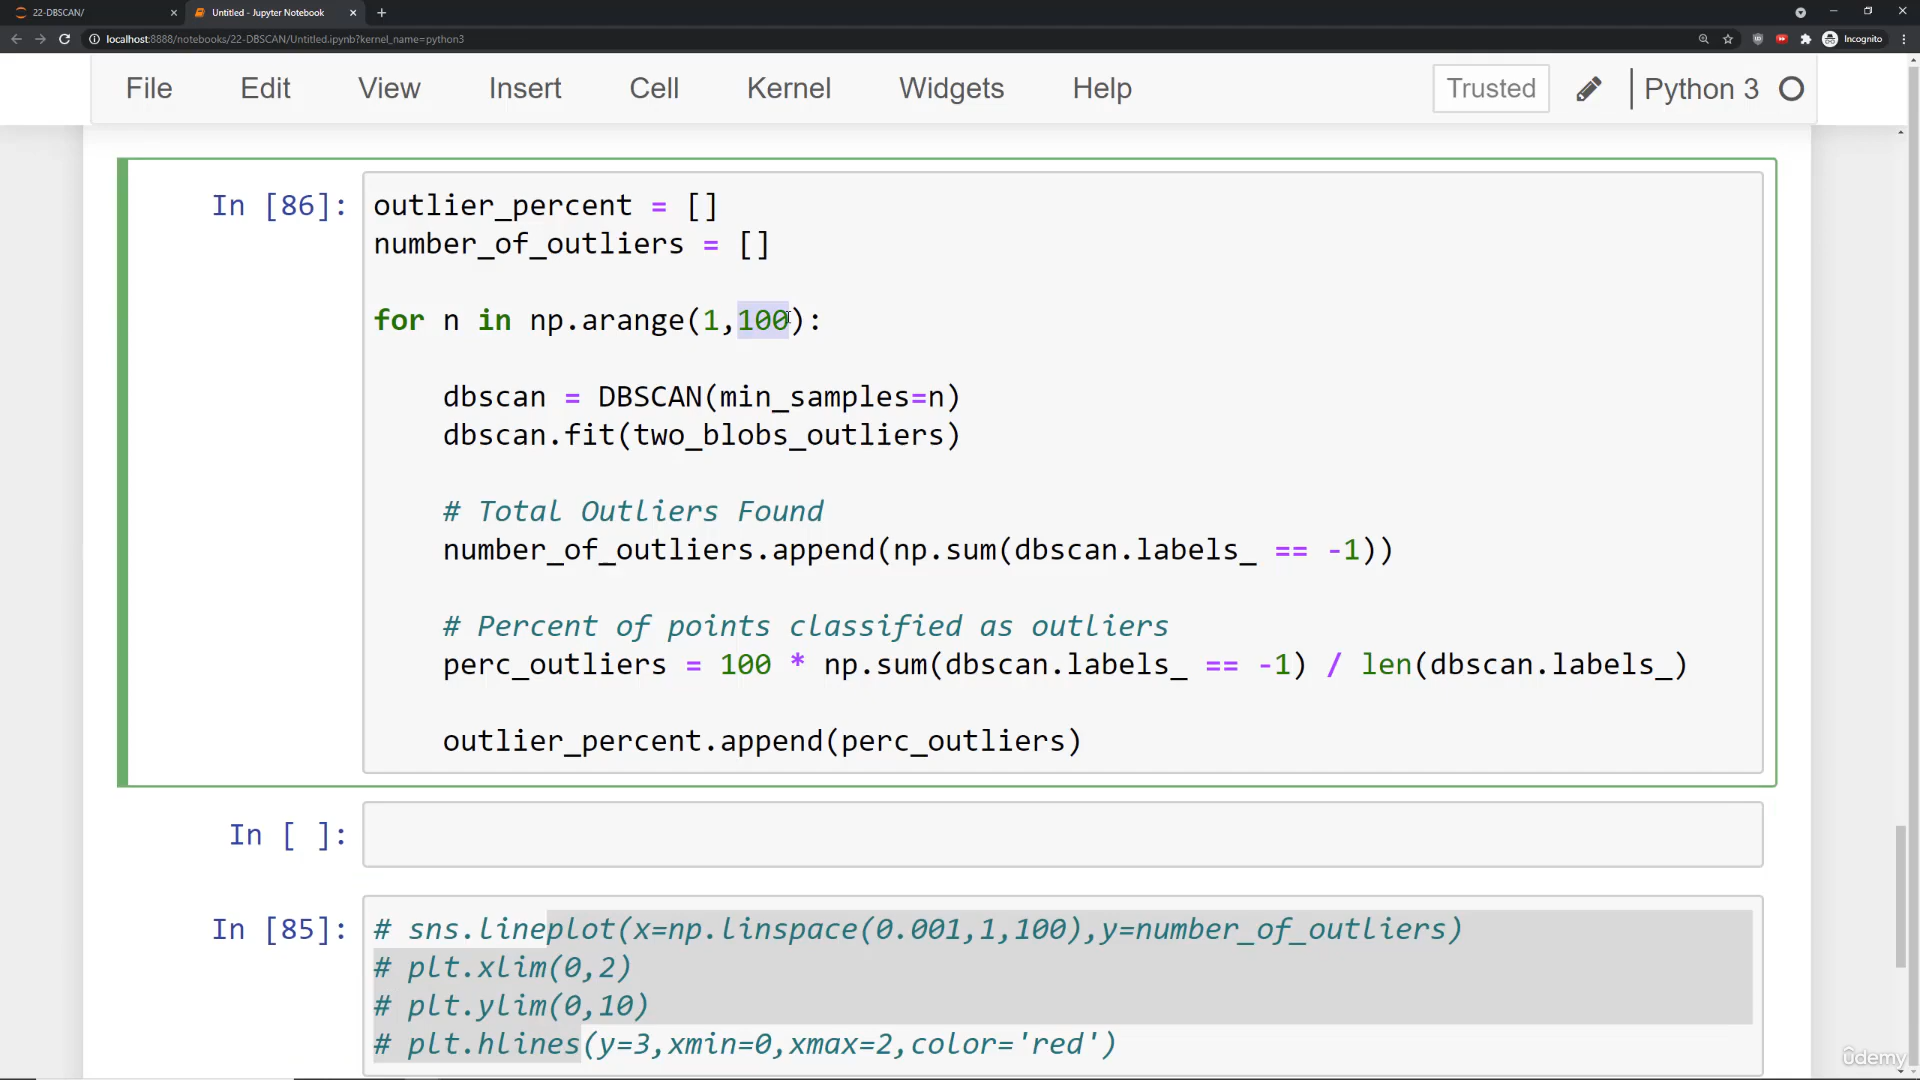 22-DBSCAN/
Untitled - Jupyter Notebook
localhost:8888/notebooks/22-DBSCAN/Untitled.ipynb?kernel_name=python3
Incognito
File Edit View Insert Cell Kernel Widgets Help Trusted Python 3
In [86]:
outlier_percent = []
number_of_outliers = []
for n in np.arange(1,100):
dbscan = DBSCAN(min_samples=n)
dbscan.fit(two_blobs_outliers)
# Total Outliers Found
number_of_outliers.append(np.sum(dbscan.labels_ == -1))
# Percent of points classified as outliers
perc_outliers = 100 * np.sum(dbscan.labels_ == -1) / len(dbscan.labels_)
outlier_percent.append(perc_outliers)
In [ ]:
In [85]:
# sns.lineplot(x=np.linspace(0.001,1,100),y=number_of_outliers)
# plt.xlim(0,2)
# plt.ylim(0,10)
# plt.hlines(y=3,xmin=0,xmax=2,color='red')
ûdemy